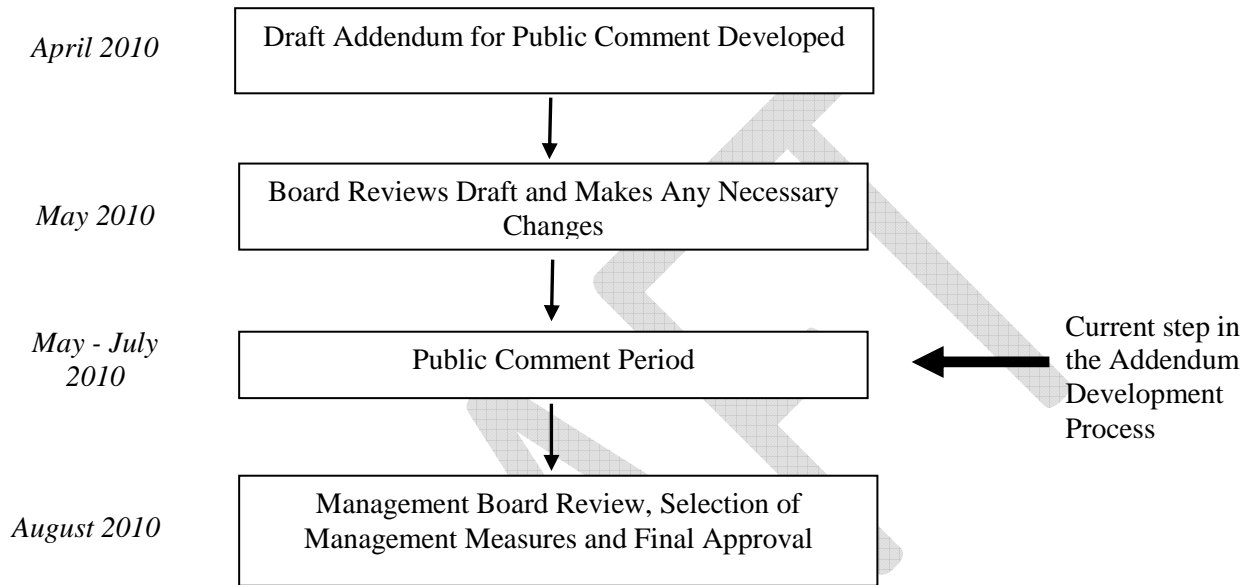 April 2010
Draft Addendum for Public Comment Developed
May 2010
Board Reviews Draft and Makes Any Necessary
Changes
May - July
2010
Public Comment Period
Current step in
the Addendum
Development
Process
August 2010
Management Board Review, Selection of
Management Measures and Final Approval